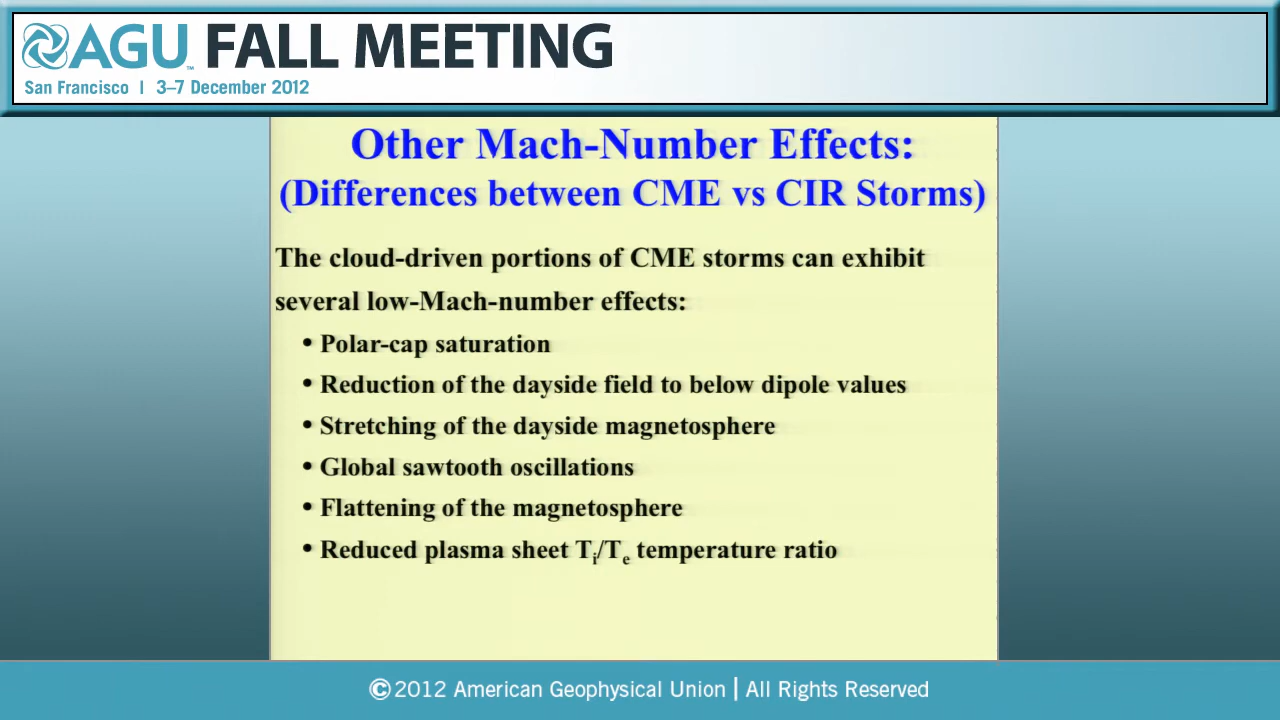 AGU™ FALL MEETING
San Francisco | 3–7 December 2012
Other Mach-Number Effects:
(Differences between CME vs CIR Storms)
The cloud-driven portions of CME storms can exhibit
several low-Mach-number effects:
• Polar-cap saturation
• Reduction of the dayside field to below dipole values
• Stretching of the dayside magnetosphere
• Global sawtooth oscillations
• Flattening of the magnetosphere
• Reduced plasma sheet Ti/Te temperature ratio
©2012 American Geophysical Union | All Rights Reserved